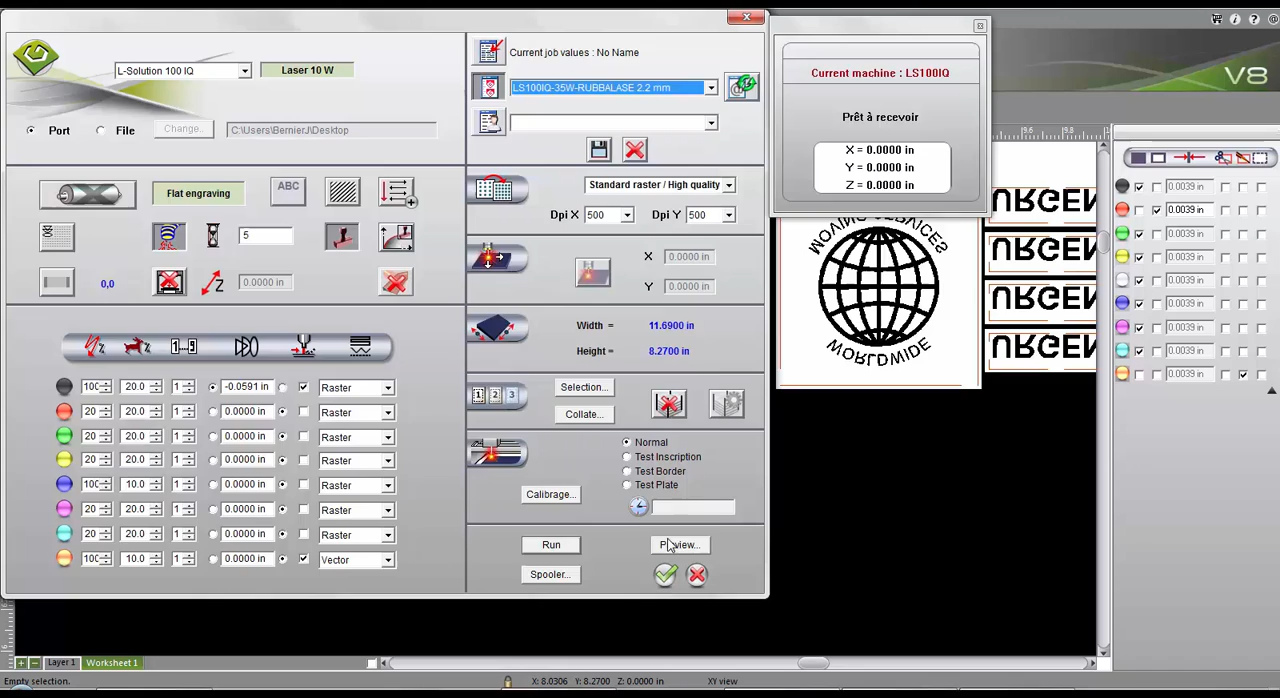 L-Solution 100 IQ
Laser 10 W
Port
File
Change..
C:\Users\BernierJ\Desktop
Flat engraving
ABC
5
0,0
Z
0.0000 in
1...9
20.0
1
-0.0591 in
Raster
20
20.0
1
0.0000 in
Raster
20
20.0
1
0.0000 in
Raster
20
20.0
1
0.0000 in
Raster
10.0
1
0.0000 in
Raster
20
20.0
1
0.0000 in
Raster
20
20.0
1
0.0000 in
Raster
10.0
1
0.0000 in
Vector
Current job values : No Name
LS100IQ-35W-RUBBALASE 2.2 mm
Standard raster / High quality
Dpi X
500
Dpi Y
500
X
0.0000 in
Y
0.0000 in
Width =
11.6900 in
Height =
8.2700 in
1 2 3
Selection...
Collate...
Normal
Test Inscription
Test Border
Test Plate
Calibrage...
Run
Spooler...
Current machine : LS100IQ
Prêt à recevoir
X = 0.0000 in
Y = 0.0000 in
Z = 0.0000 in
V8
9.6
9.8
MOVING SERVICES
WORLDWIDE
URGEN
URGEN
URGEN
URGEN
0.0039 in
0.0039 in
0.0039 in
0.0039 in
0.0039 in
0.0039 in
0.0039 in
0.0039 in
0.0039 in
Layer 1
Worksheet 1
Empty selection.
X: 8.0306 Y: 8.2700 Z: 0.0000 in
XY view